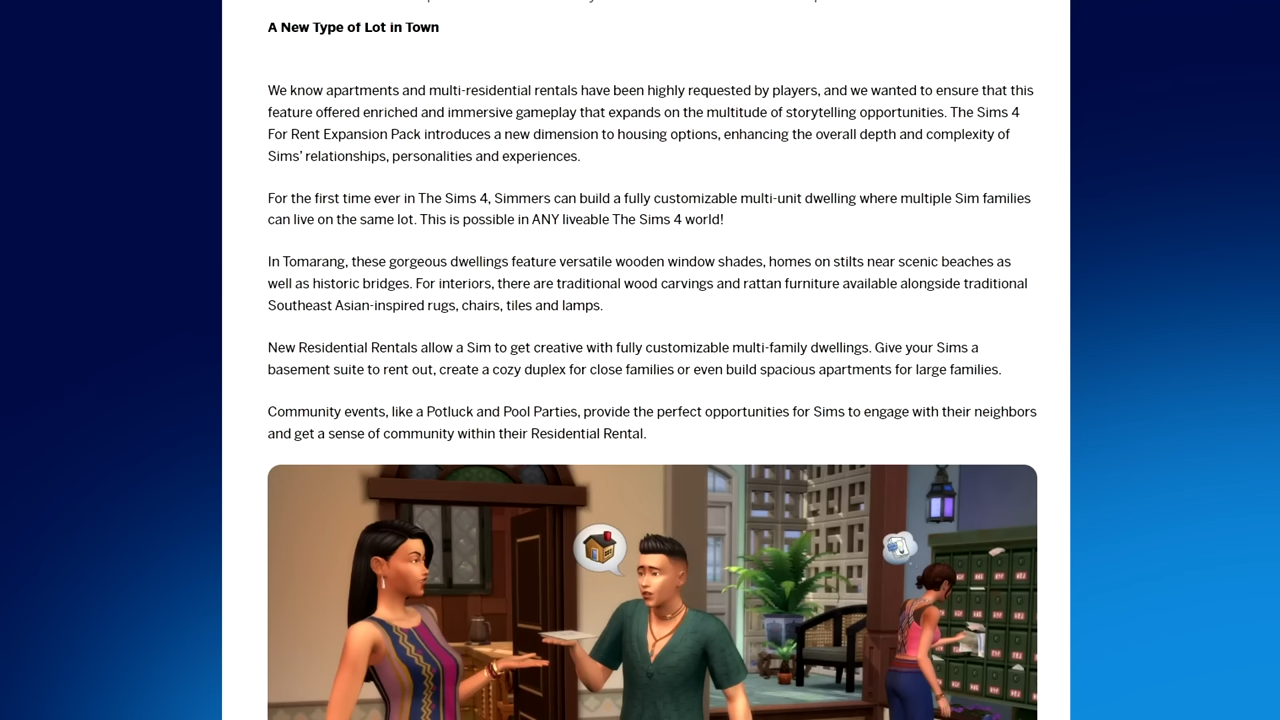 A New Type of Lot in Town
We know apartments and multi-residential rentals have been highly requested by players, and we wanted to ensure that this
feature offered enriched and immersive gameplay that expands on the multitude of storytelling opportunities. The Sims 4
For Rent Expansion Pack introduces a new dimension to housing options, enhancing the overall depth and complexity of
Sims’ relationships, personalities and experiences.
For the first time ever in The Sims 4, Simmers can build a fully customizable multi-unit dwelling where multiple Sim families
can live on the same lot. This is possible in ANY liveable The Sims 4 world!
In Tomarang, these gorgeous dwellings feature versatile wooden window shades, homes on stilts near scenic beaches as
well as historic bridges. For interiors, there are traditional wood carvings and rattan furniture available alongside traditional
Southeast Asian-inspired rugs, chairs, tiles and lamps.
New Residential Rentals allow a Sim to get creative with fully customizable multi-family dwellings. Give your Sims a
basement suite to rent out, create a cozy duplex for close families or even build spacious apartments for large families.
Community events, like a Potluck and Pool Parties, provide the perfect opportunities for Sims to engage with their neighbors
and get a sense of community within their Residential Rental.